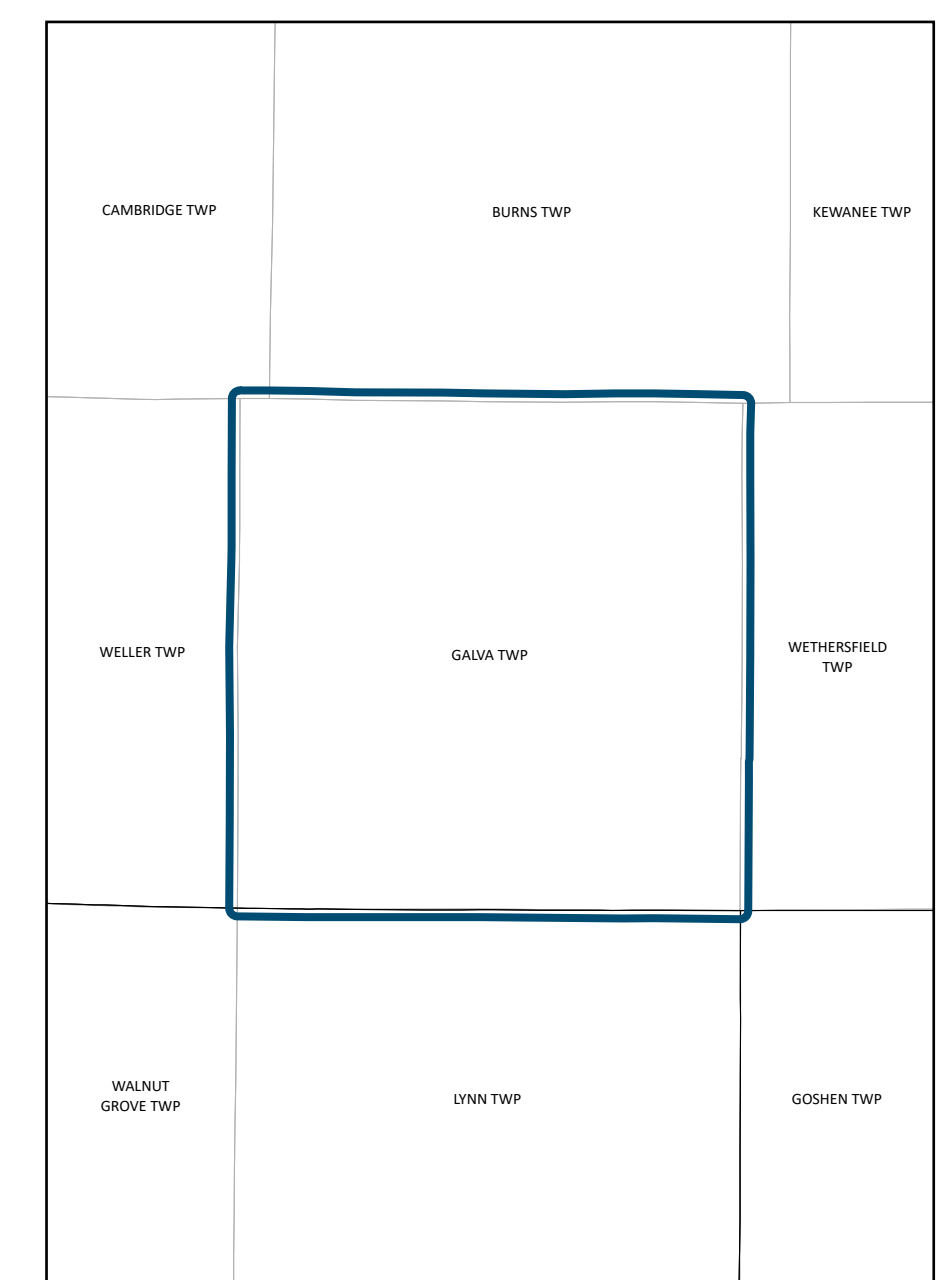 CAMBRIDGE TWP
BURNS TWP
KEWANEE TWP
WELLER TWP
GALVA TWP
WETHERSFIELD
TWP
WALNUT
GROVE TWP
LYNN TWP
GOSHEN TWP